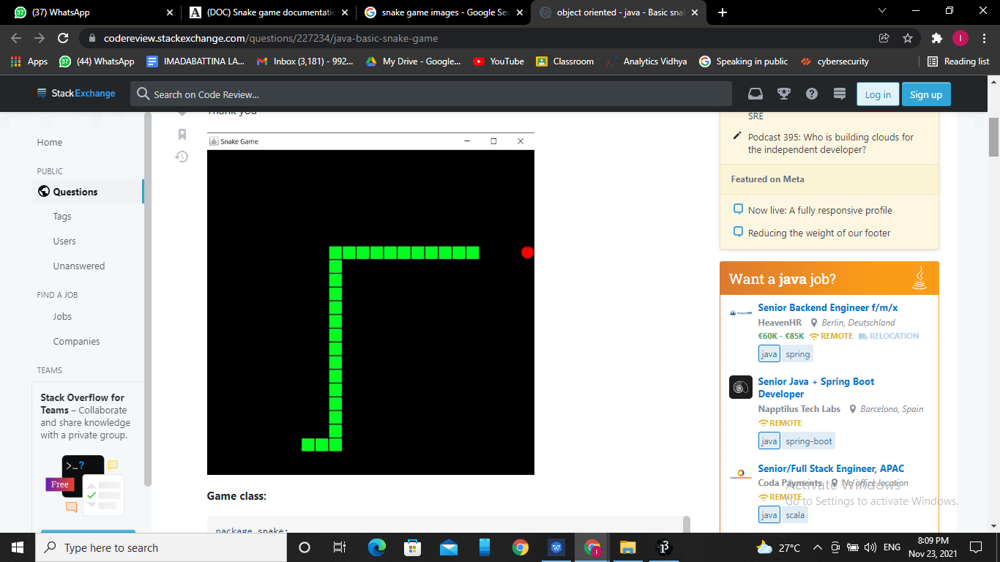 (37) WhatsApp
(DOC) Snake game documentatic
snake game images - Google Sea
object oriented - java - Basic snal
codereview.stackexchange.com/questions/227234/java-basic-snake-game
Apps
(44) WhatsApp
IMADABATTINA LA...
Inbox (3,181) - 992...
My Drive - Google...
YouTube
Classroom
Analytics Vidhya
Speaking in public
cybersecurity
Reading list
StackExchange
Search on Code Review...
Log in
Sign up
Thank you
Home
PUBLIC
Questions
Tags
Users
Unanswered
FIND A JOB
Jobs
Companies
TEAMS
Stack Overflow for
Teams – Collaborate
and share knowledge
with a private group.
>_?
Free
Snake Game
Game class:
package snake;
SRE
Podcast 395: Who is building clouds for
the independent developer?
Featured on Meta
Now live: A fully responsive profile
Reducing the weight of our footer
Want a java job?
Senior Backend Engineer f/m/x
HeavenHR Berlin, Deutschland
€60K - €85K REMOTE RELOCATION
java spring
Senior Java + Spring Boot
Developer
Napptilus Tech Labs Barcelona, Spain
REMOTE
java spring-boot
Senior/Full Stack Engineer, APAC
Coda Payments No office location
REMOTE
java scala
Activate Windows
Go to Settings to activate Windows.
Type here to search
27°C
ENG
8:09 PM
Nov 23, 2021